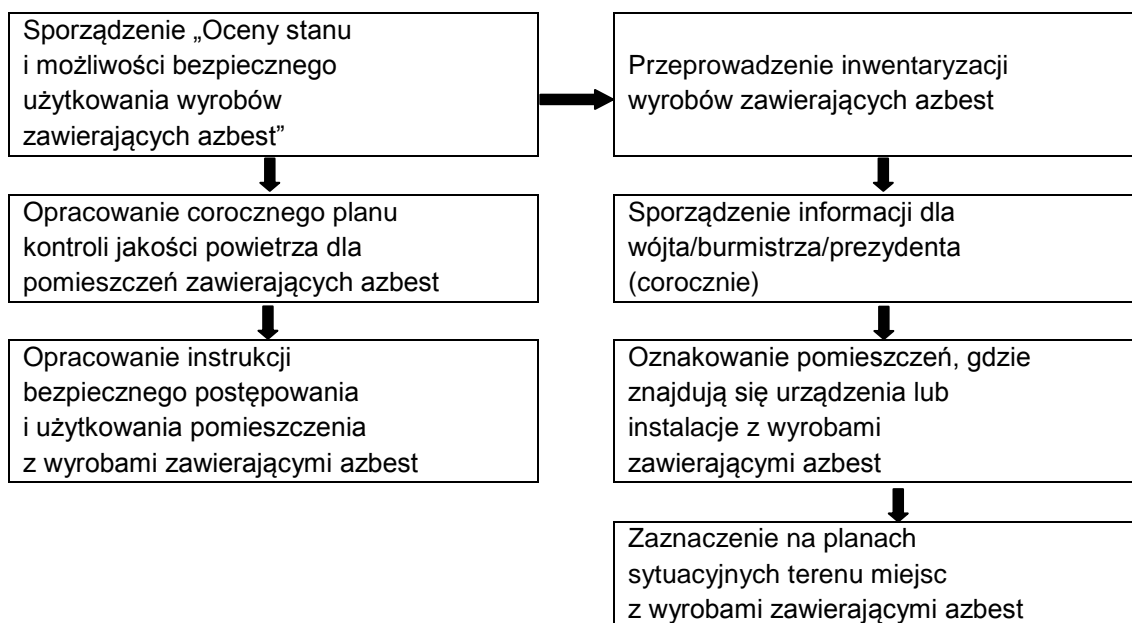 Sporządzenie „Oceny stanu
i możliwości bezpiecznego
użytkowania wyrobów
zawierających azbest”
Przeprowadzenie inwentaryzacji
wyrobów zawierających azbest
Opracowanie corocznego planu
kontroli jakości powietrza dla
pomieszczeń zawierających azbest
Sporządzenie informacji dla
wójta/burmistrza/prezydenta
(corocznie)
Opracowanie instrukcji
bezpiecznego postępowania
i użytkowania pomieszczenia
z wyrobami zawierającymi azbest
Oznakowanie pomieszczeń, gdzie
znajdują się urządzenia lub
instalacje z wyrobami
zawierającymi azbest
Zaznaczenie na planach
sytuacyjnych terenu miejsc
z wyrobami zawierającymi azbest